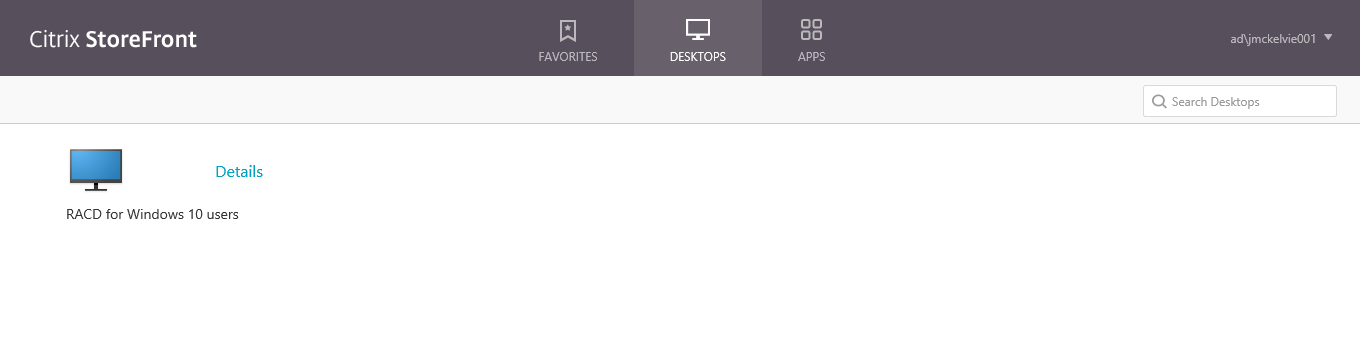 Citrix StoreFront
FAVORITES
DESKTOPS
APPS
ad\jmckelvie001
Search Desktops
Details
RACD for Windows 10 users